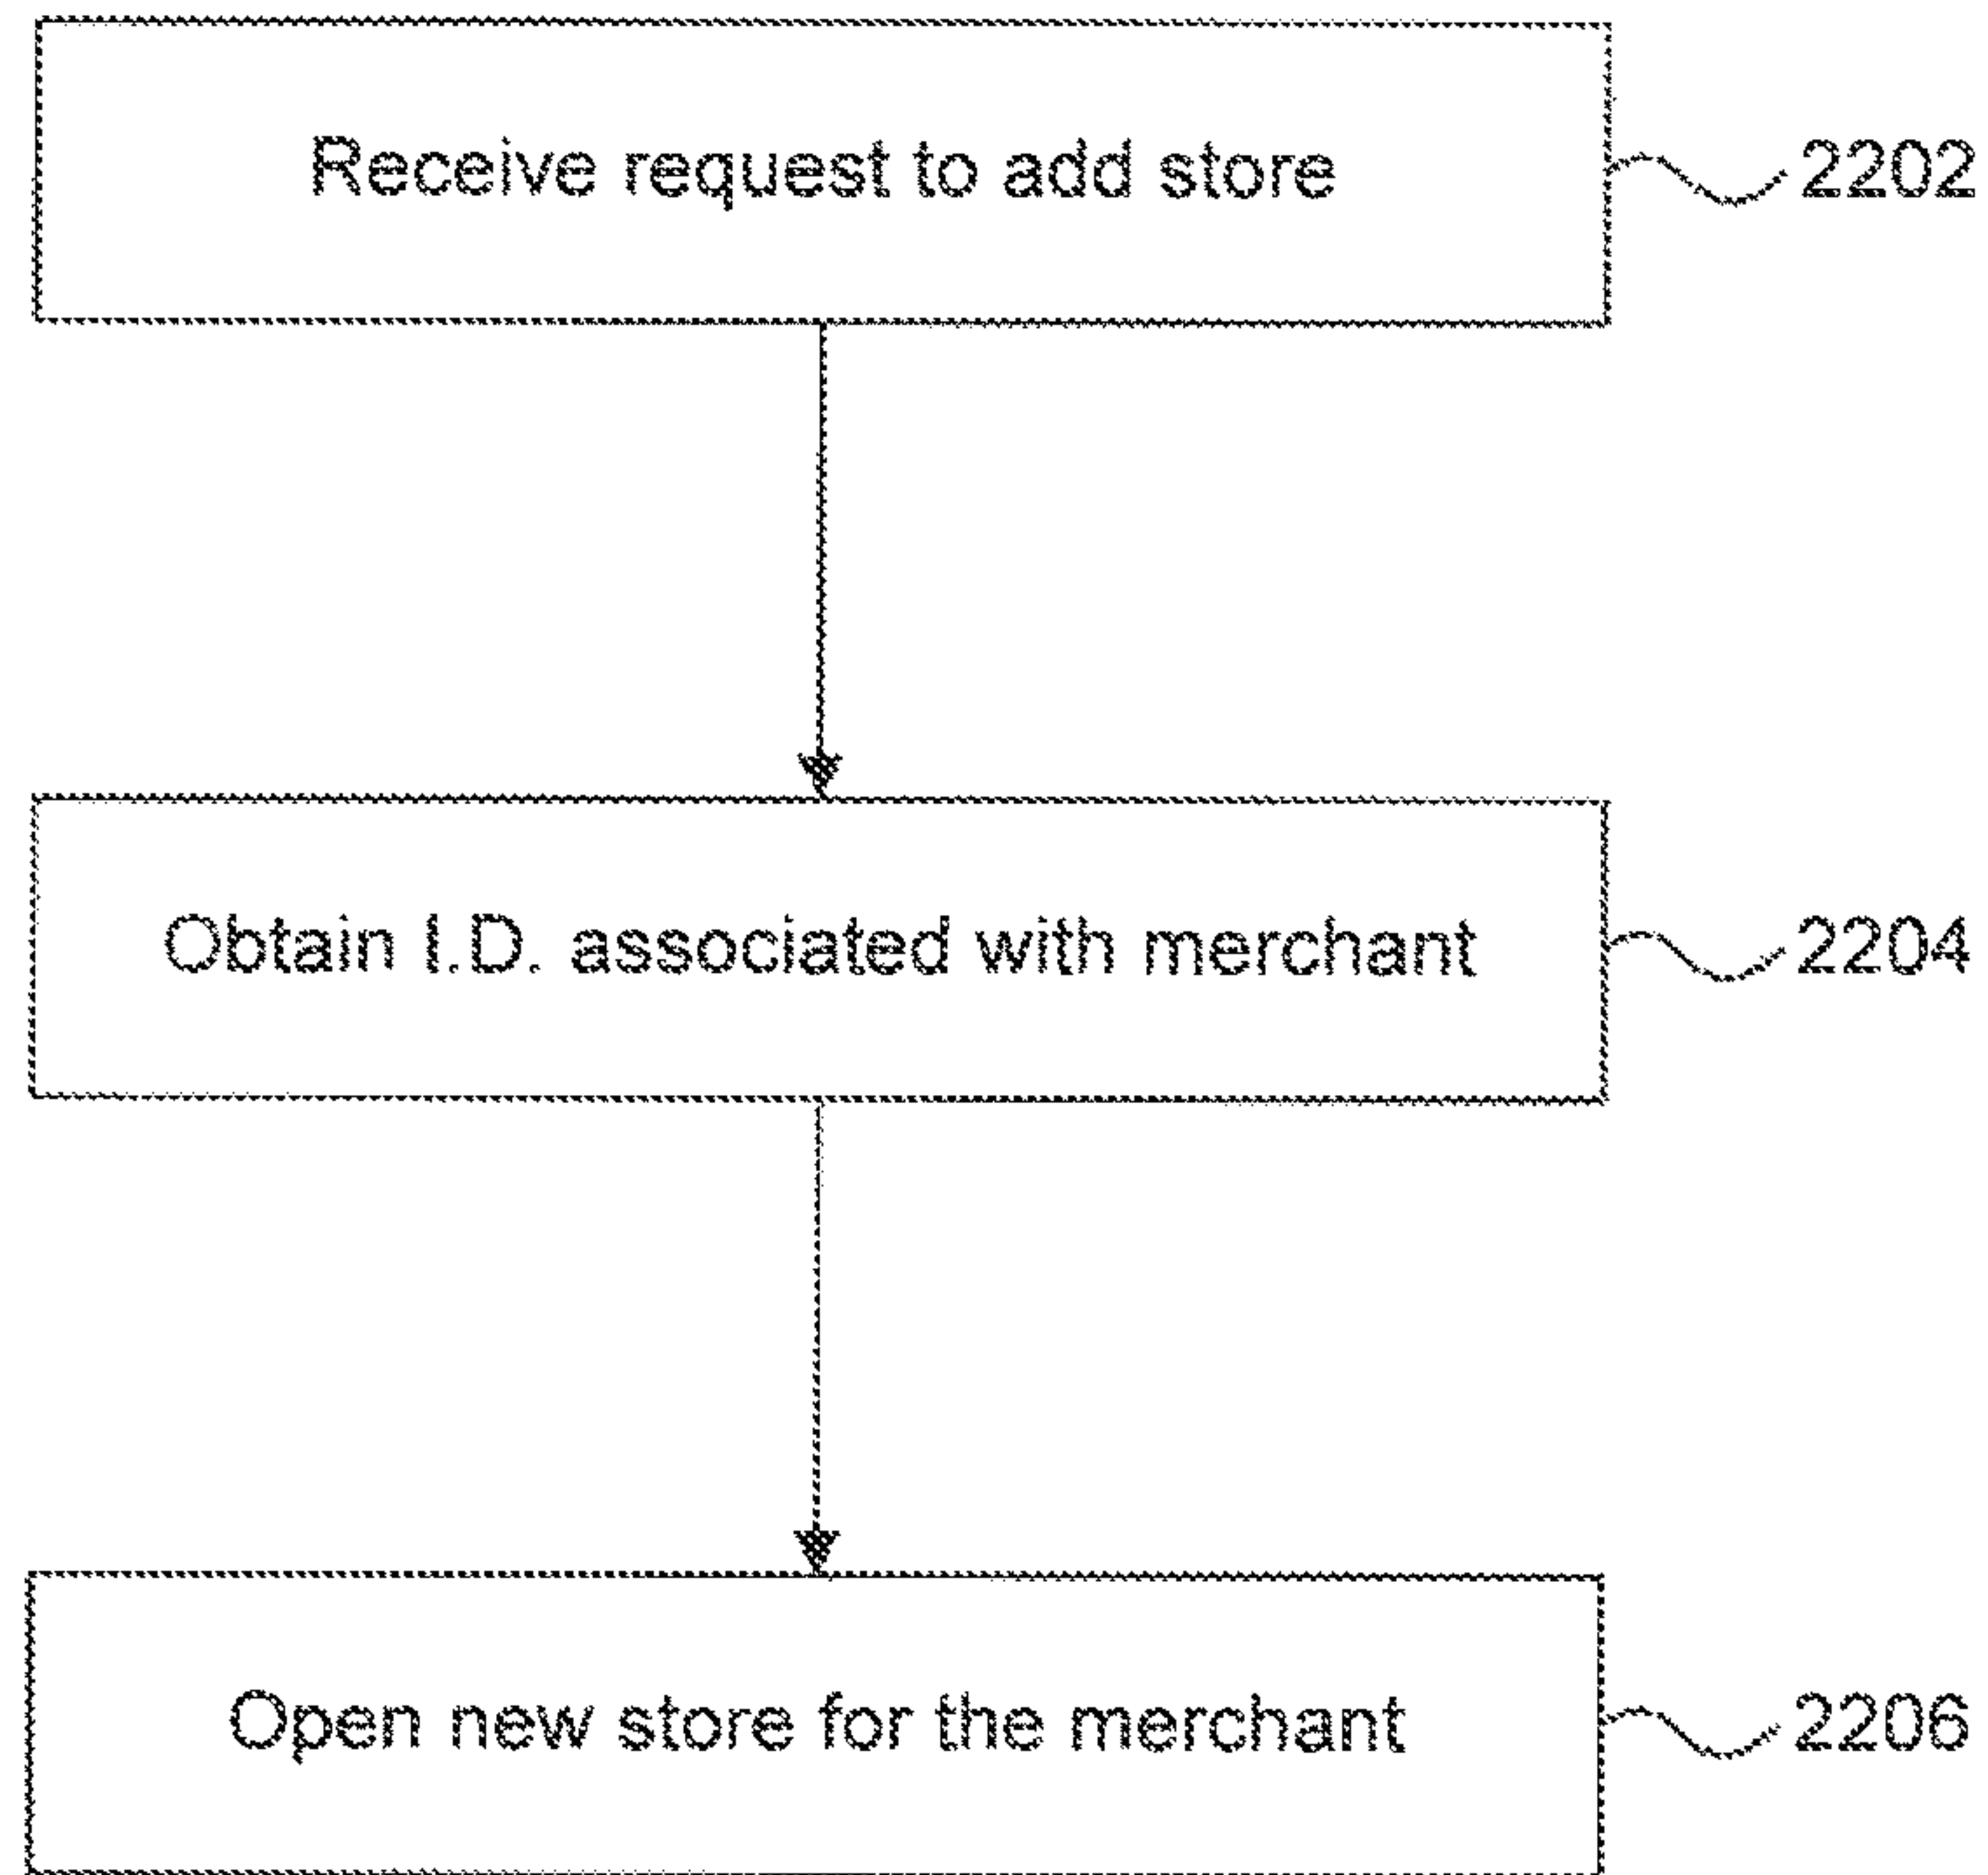 Receive request to add store
2202
Obtain I.D. associated with merchant
2204
Open new store for the merchant
2206